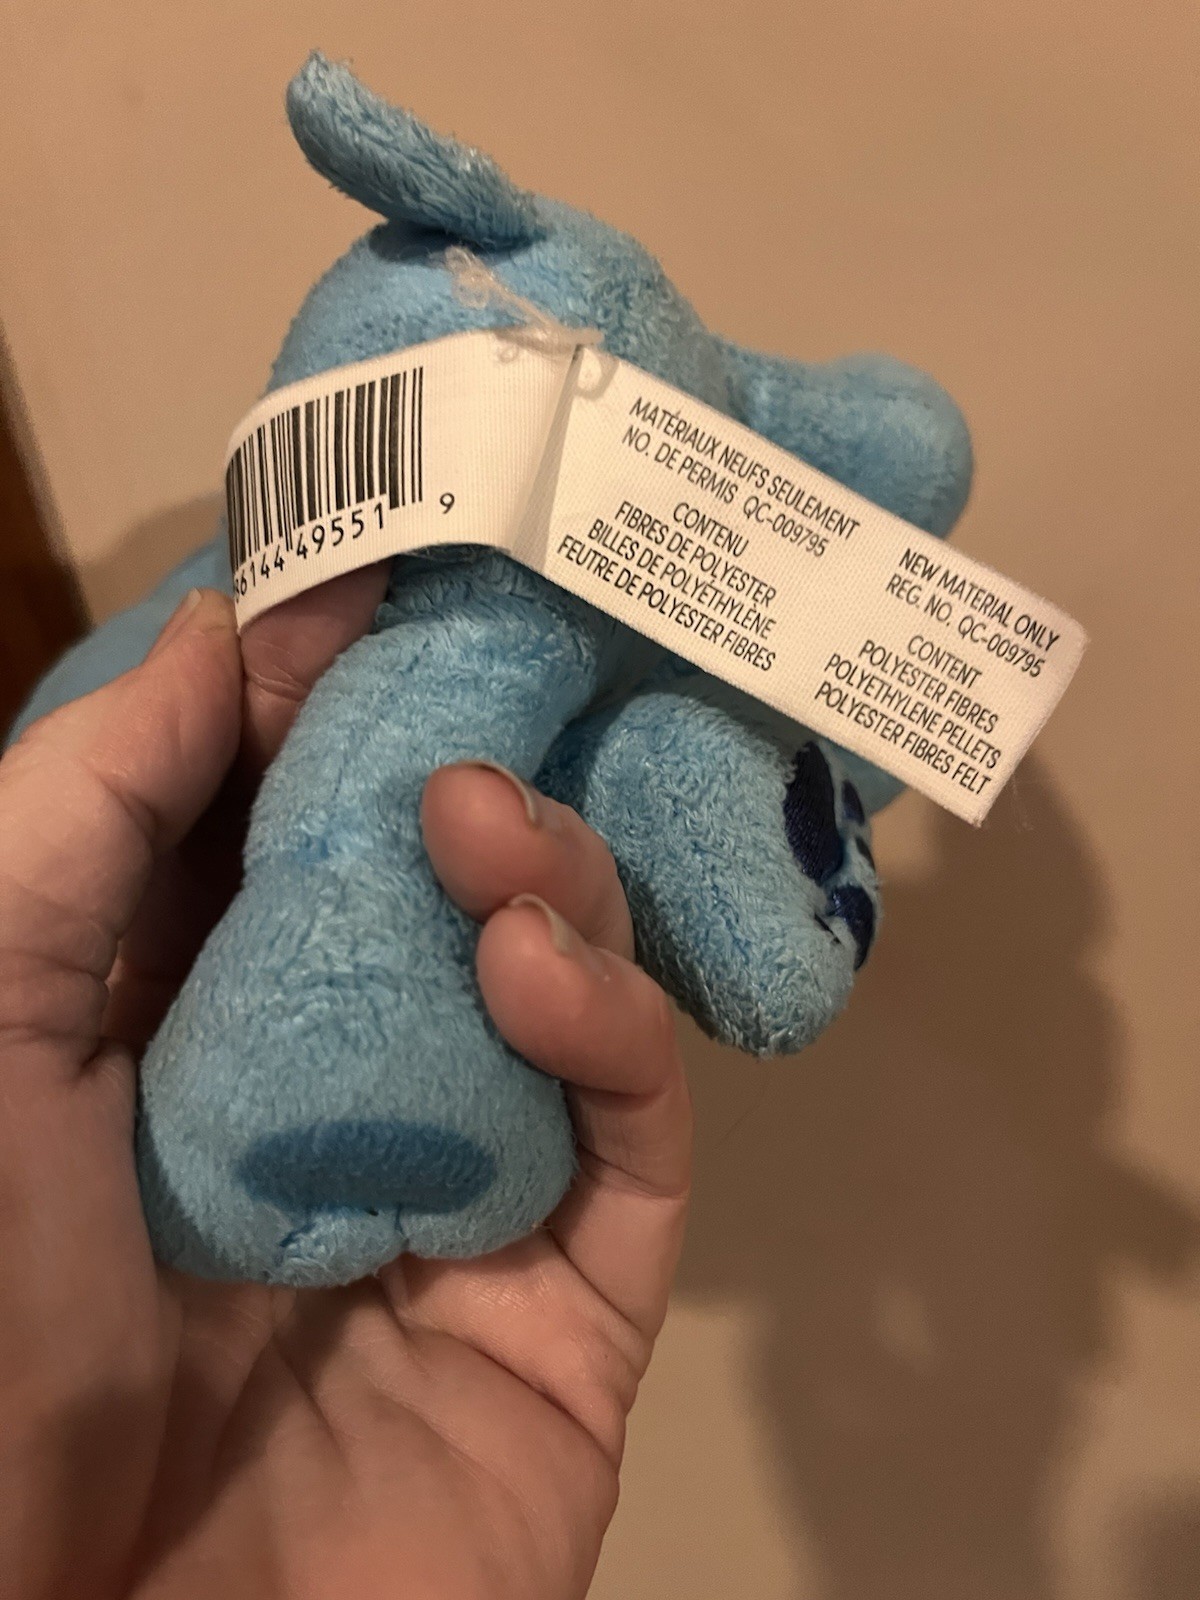 86144 49551 9
MATÉRIAUX NEUFS SEULEMENT
NO. DE PERMIS QC-009795
CONTENU
FIBRES DE POLYESTER
BILLES DE POLYÉTHYLÈNE
FEUTRE DE POLYESTER FIBRES
NEW MATERIAL ONLY
REG. NO. QC-009795
CONTENT
POLYESTER FIBRES
POLYETHYLENE PELLETS
POLYESTER FIBRES FELT